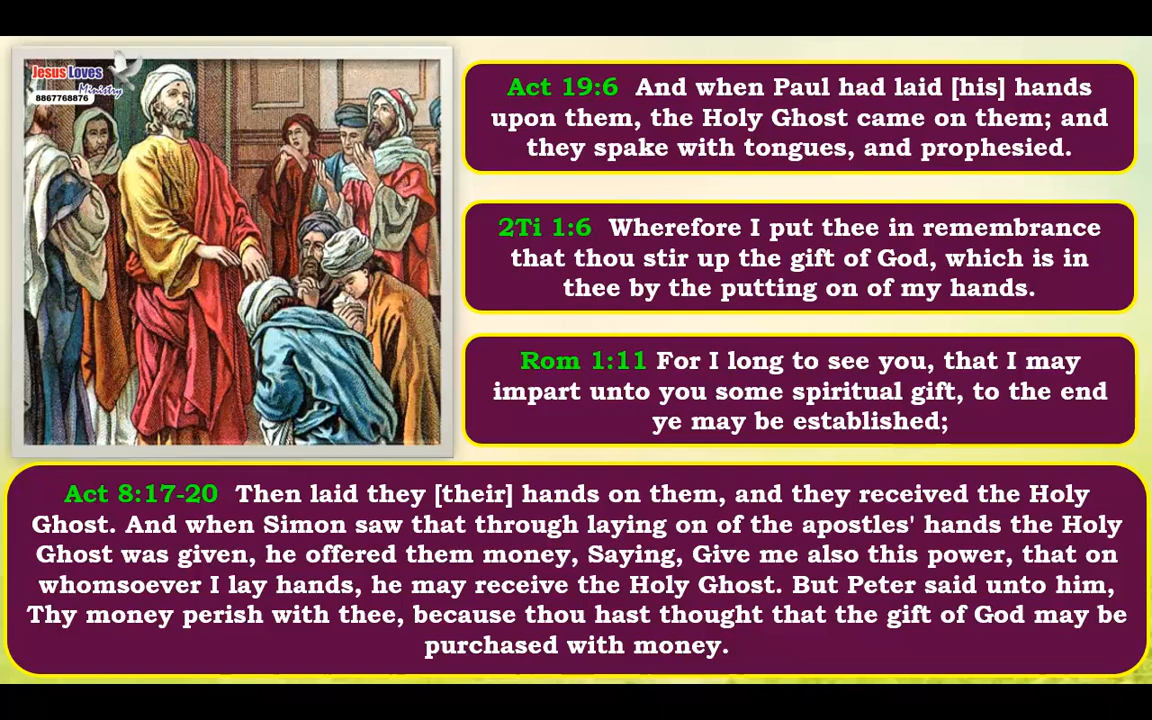 Jesus Loves
Ministry
8867768876
Act 19:6 And when Paul had laid [his] hands
upon them, the Holy Ghost came on them; and
they spake with tongues, and prophesied.
2Ti 1:6 Wherefore I put thee in remembrance
that thou stir up the gift of God, which is in
thee by the putting on of my hands.
Rom 1:11 For I long to see you, that I may
impart unto you some spiritual gift, to the end
ye may be established;
Act 8:17-20 Then laid they [their] hands on them, and they received the Holy
Ghost. And when Simon saw that through laying on of the apostles' hands the Holy
Ghost was given, he offered them money, Saying, Give me also this power, that on
whomsoever I lay hands, he may receive the Holy Ghost. But Peter said unto him,
Thy money perish with thee, because thou hast thought that the gift of God may be
purchased with money.